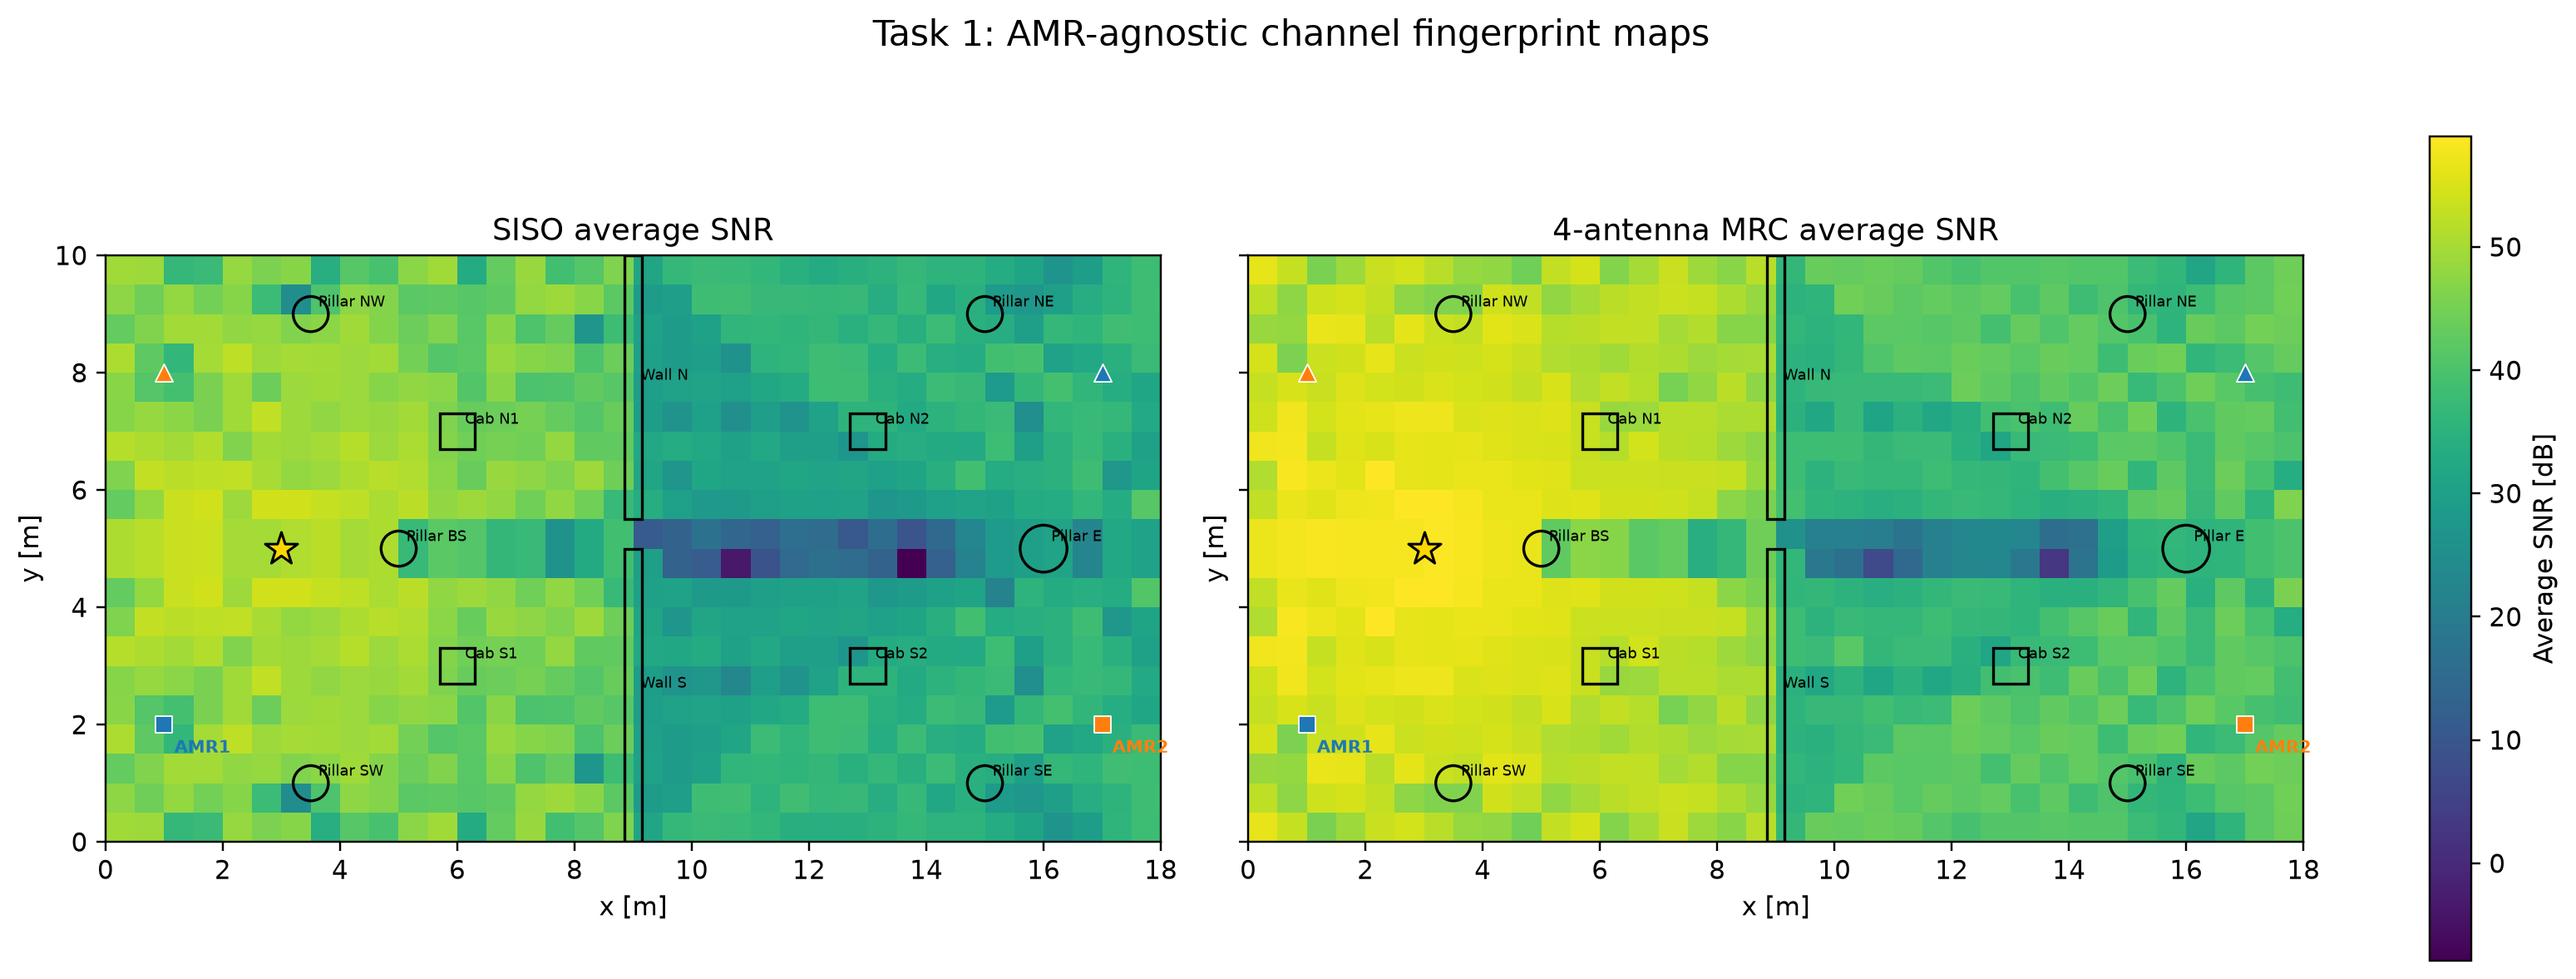 Task 1: AMR-agnostic channel fingerprint maps
SISO average SNR
10
8
6
4
2
0
y [m]
0 2 4 6 8 10 12 14 16 18
x [m]
Pillar NW
Pillar NE
Wall N
Cab N1
Cab N2
Pillar BS
Pillar E
Cab S1
Cab S2
Wall S
AMR1
AMR2
Pillar SW
Pillar SE
4-antenna MRC average SNR
y [m]
0 2 4 6 8 10 12 14 16 18
x [m]
Pillar NW
Pillar NE
Wall N
Cab N1
Cab N2
Pillar BS
Pillar E
Cab S1
Cab S2
Wall S
AMR1
AMR2
Pillar SW
Pillar SE
50
40
30
20
10
0
Average SNR [dB]